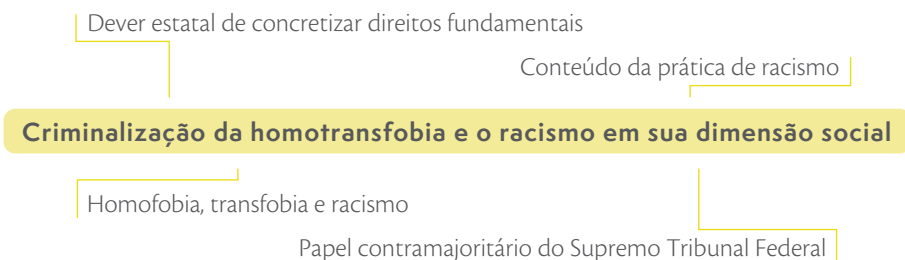 Dever estatal de concretizar direitos fundamentais
Conteúdo da prática de racismo
Criminalização da homotransfobia e o racismo em sua dimensão social
Homofobia, transfobia e racismo
Papel contramajoritário do Supremo Tribunal Federal